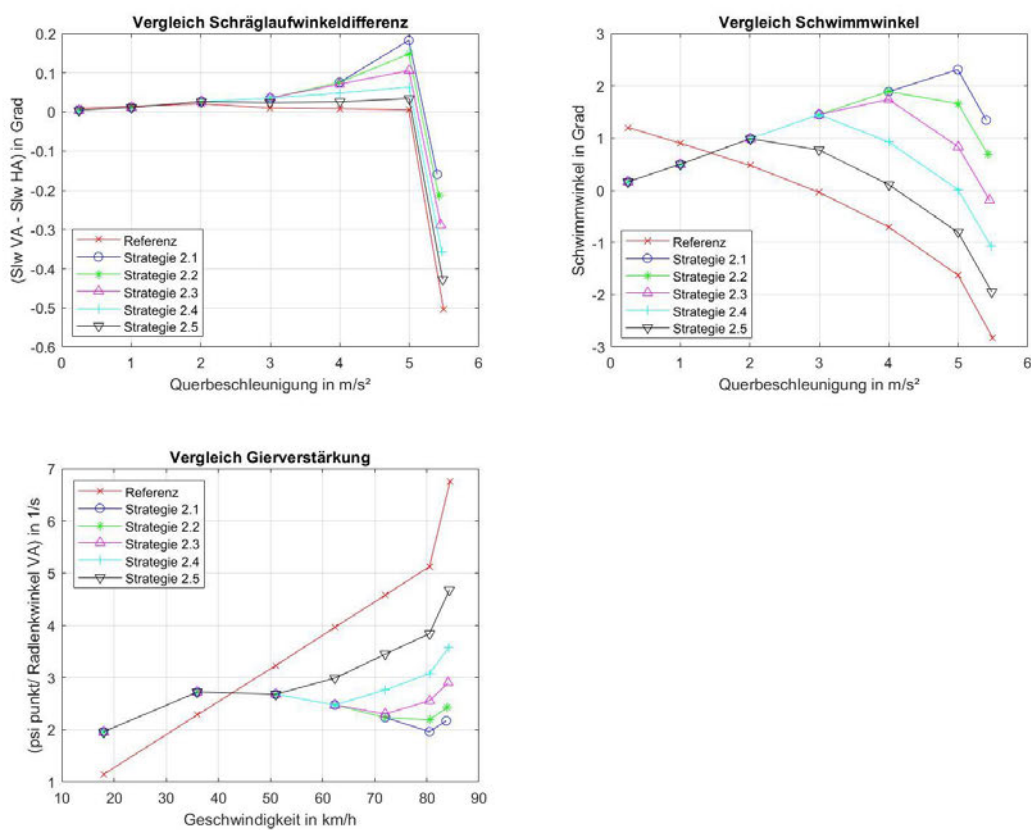 Vergleich Schräglaufwinkeldifferenz
0.2
0.1
0
-0.1
-0.2
-0.3
-0.4
-0.5
-0.6
(Slw VA - Slw HA) in Grad
Referenz
Strategie 2.1
Strategie 2.2
Strategie 2.3
Strategie 2.4
Strategie 2.5
0 1 2 3 4 5 6
Querbeschleunigung in m/s²
Vergleich Schwimmwinkel
3
2
1
0
-1
-2
-3
Schwimmwinkel in Grad
Referenz
Strategie 2.1
Strategie 2.2
Strategie 2.3
Strategie 2.4
Strategie 2.5
0 1 2 3 4 5 6
Querbeschleunigung in m/s²
Vergleich Gierverstärkung
7
6
5
4
3
2
1
(psi punkt/ Radlenkwinkel VA) in 1/s
Referenz
Strategie 2.1
Strategie 2.2
Strategie 2.3
Strategie 2.4
Strategie 2.5
10 20 30 40 50 60 70 80 90
Geschwindigkeit in km/h